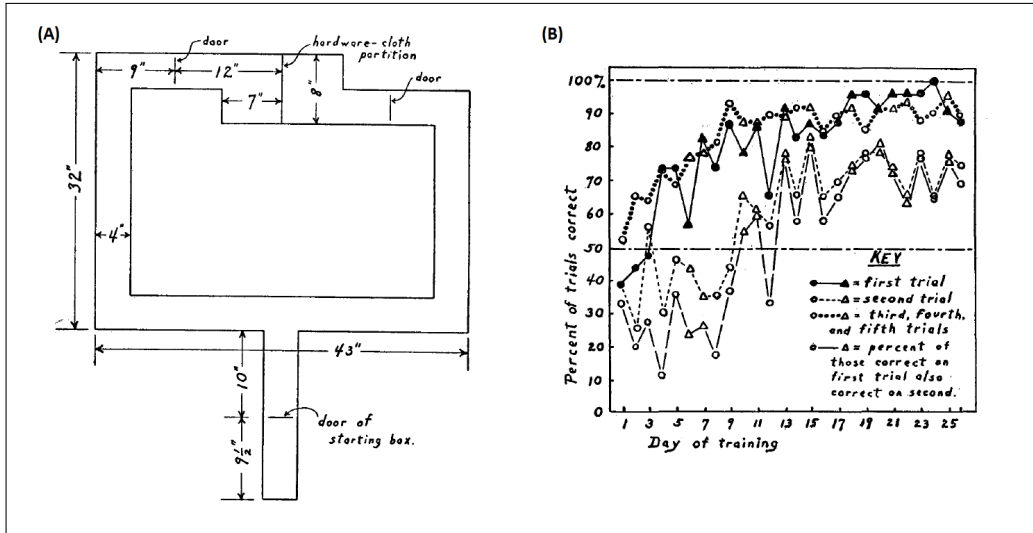 (A)
door
hardware-cloth
partition
9"
12"
door
7"
8"
32"
4"
43"
10"
door of
starting box.
9½"
(B)
100%
90
80
70
60
50
40
30
20
10
0
Percent of trials correct
KEY
= first trial
= second trial
= third, fourth,
and fifth trials
= percent of
those correct on
first trial also
correct on second.
1 3 5 7 9 11 13 15 17 19 21 23 25
Day of training